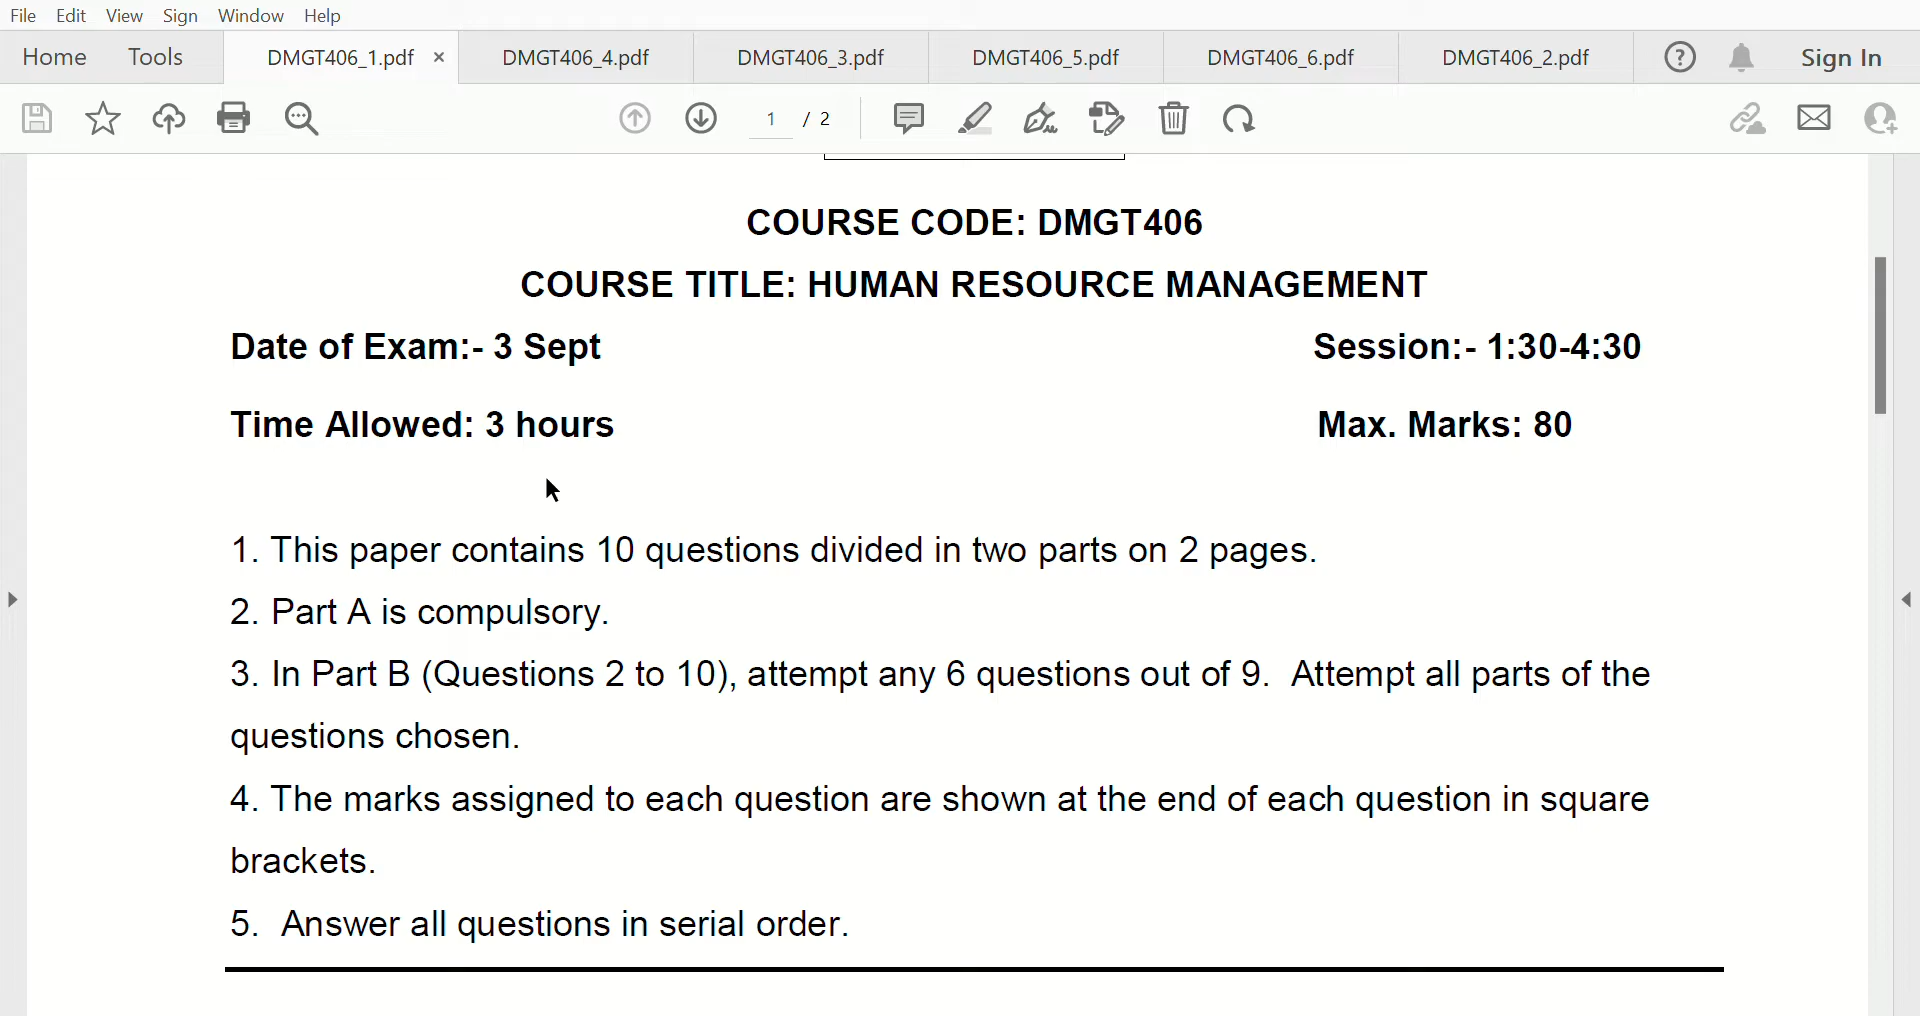 File Edit View Sign Window Help
Home Tools DMGT406_1.pdf × DMGT406_4.pdf DMGT406_3.pdf DMGT406_5.pdf DMGT406_6.pdf DMGT406_2.pdf ? Sign In
1 / 2
COURSE CODE: DMGT406
COURSE TITLE: HUMAN RESOURCE MANAGEMENT
Date of Exam:- 3 Sept Session:- 1:30-4:30
Time Allowed: 3 hours Max. Marks: 80
1. This paper contains 10 questions divided in two parts on 2 pages.
2. Part A is compulsory.
3. In Part B (Questions 2 to 10), attempt any 6 questions out of 9. Attempt all parts of the
questions chosen.
4. The marks assigned to each question are shown at the end of each question in square
brackets.
5. Answer all questions in serial order.